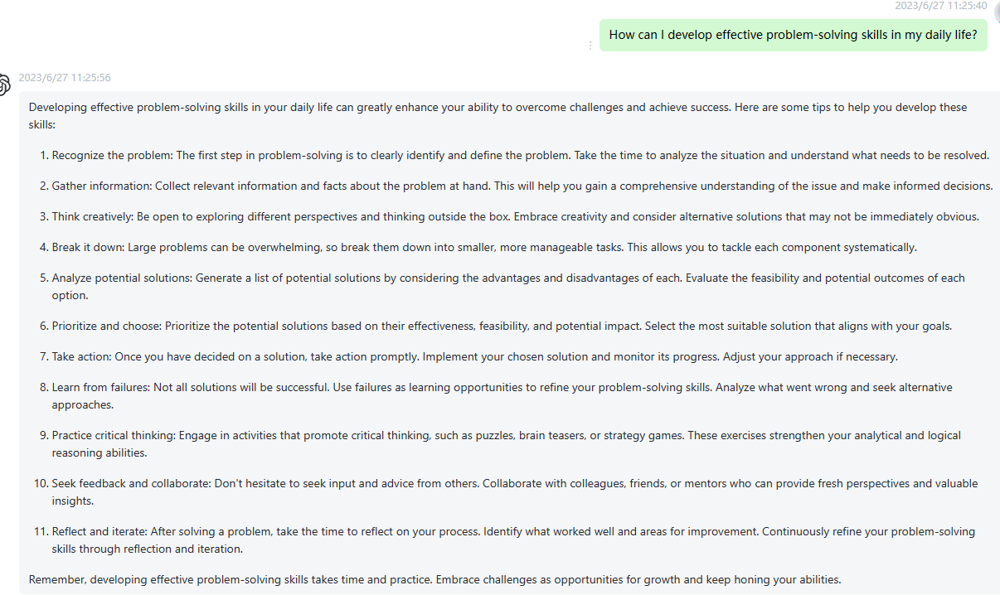 2023/6/27 11:25:40
How can I develop effective problem-solving skills in my daily life?
2023/6/27 11:25:56
Developing effective problem-solving skills in your daily life can greatly enhance your ability to overcome challenges and achieve success. Here are some tips to help you develop these
skills:
1. Recognize the problem: The first step in problem-solving is to clearly identify and define the problem. Take the time to analyze the situation and understand what needs to be resolved.
2. Gather information: Collect relevant information and facts about the problem at hand. This will help you gain a comprehensive understanding of the issue and make informed decisions.
3. Think creatively: Be open to exploring different perspectives and thinking outside the box. Embrace creativity and consider alternative solutions that may not be immediately obvious.
4. Break it down: Large problems can be overwhelming, so break them down into smaller, more manageable tasks. This allows you to tackle each component systematically.
5. Analyze potential solutions: Generate a list of potential solutions by considering the advantages and disadvantages of each. Evaluate the feasibility and potential outcomes of each
option.
6. Prioritize and choose: Prioritize the potential solutions based on their effectiveness, feasibility, and potential impact. Select the most suitable solution that aligns with your goals.
7. Take action: Once you have decided on a solution, take action promptly. Implement your chosen solution and monitor its progress. Adjust your approach if necessary.
8. Learn from failures: Not all solutions will be successful. Use failures as learning opportunities to refine your problem-solving skills. Analyze what went wrong and seek alternative
approaches.
9. Practice critical thinking: Engage in activities that promote critical thinking, such as puzzles, brain teasers, or strategy games. These exercises strengthen your analytical and logical
reasoning abilities.
10. Seek feedback and collaborate: Don't hesitate to seek input and advice from others. Collaborate with colleagues, friends, or mentors who can provide fresh perspectives and valuable
insights.
11. Reflect and iterate: After solving a problem, take the time to reflect on your process. Identify what worked well and areas for improvement. Continuously refine your problem-solving
skills through reflection and iteration.
Remember, developing effective problem-solving skills takes time and practice. Embrace challenges as opportunities for growth and keep honing your abilities.